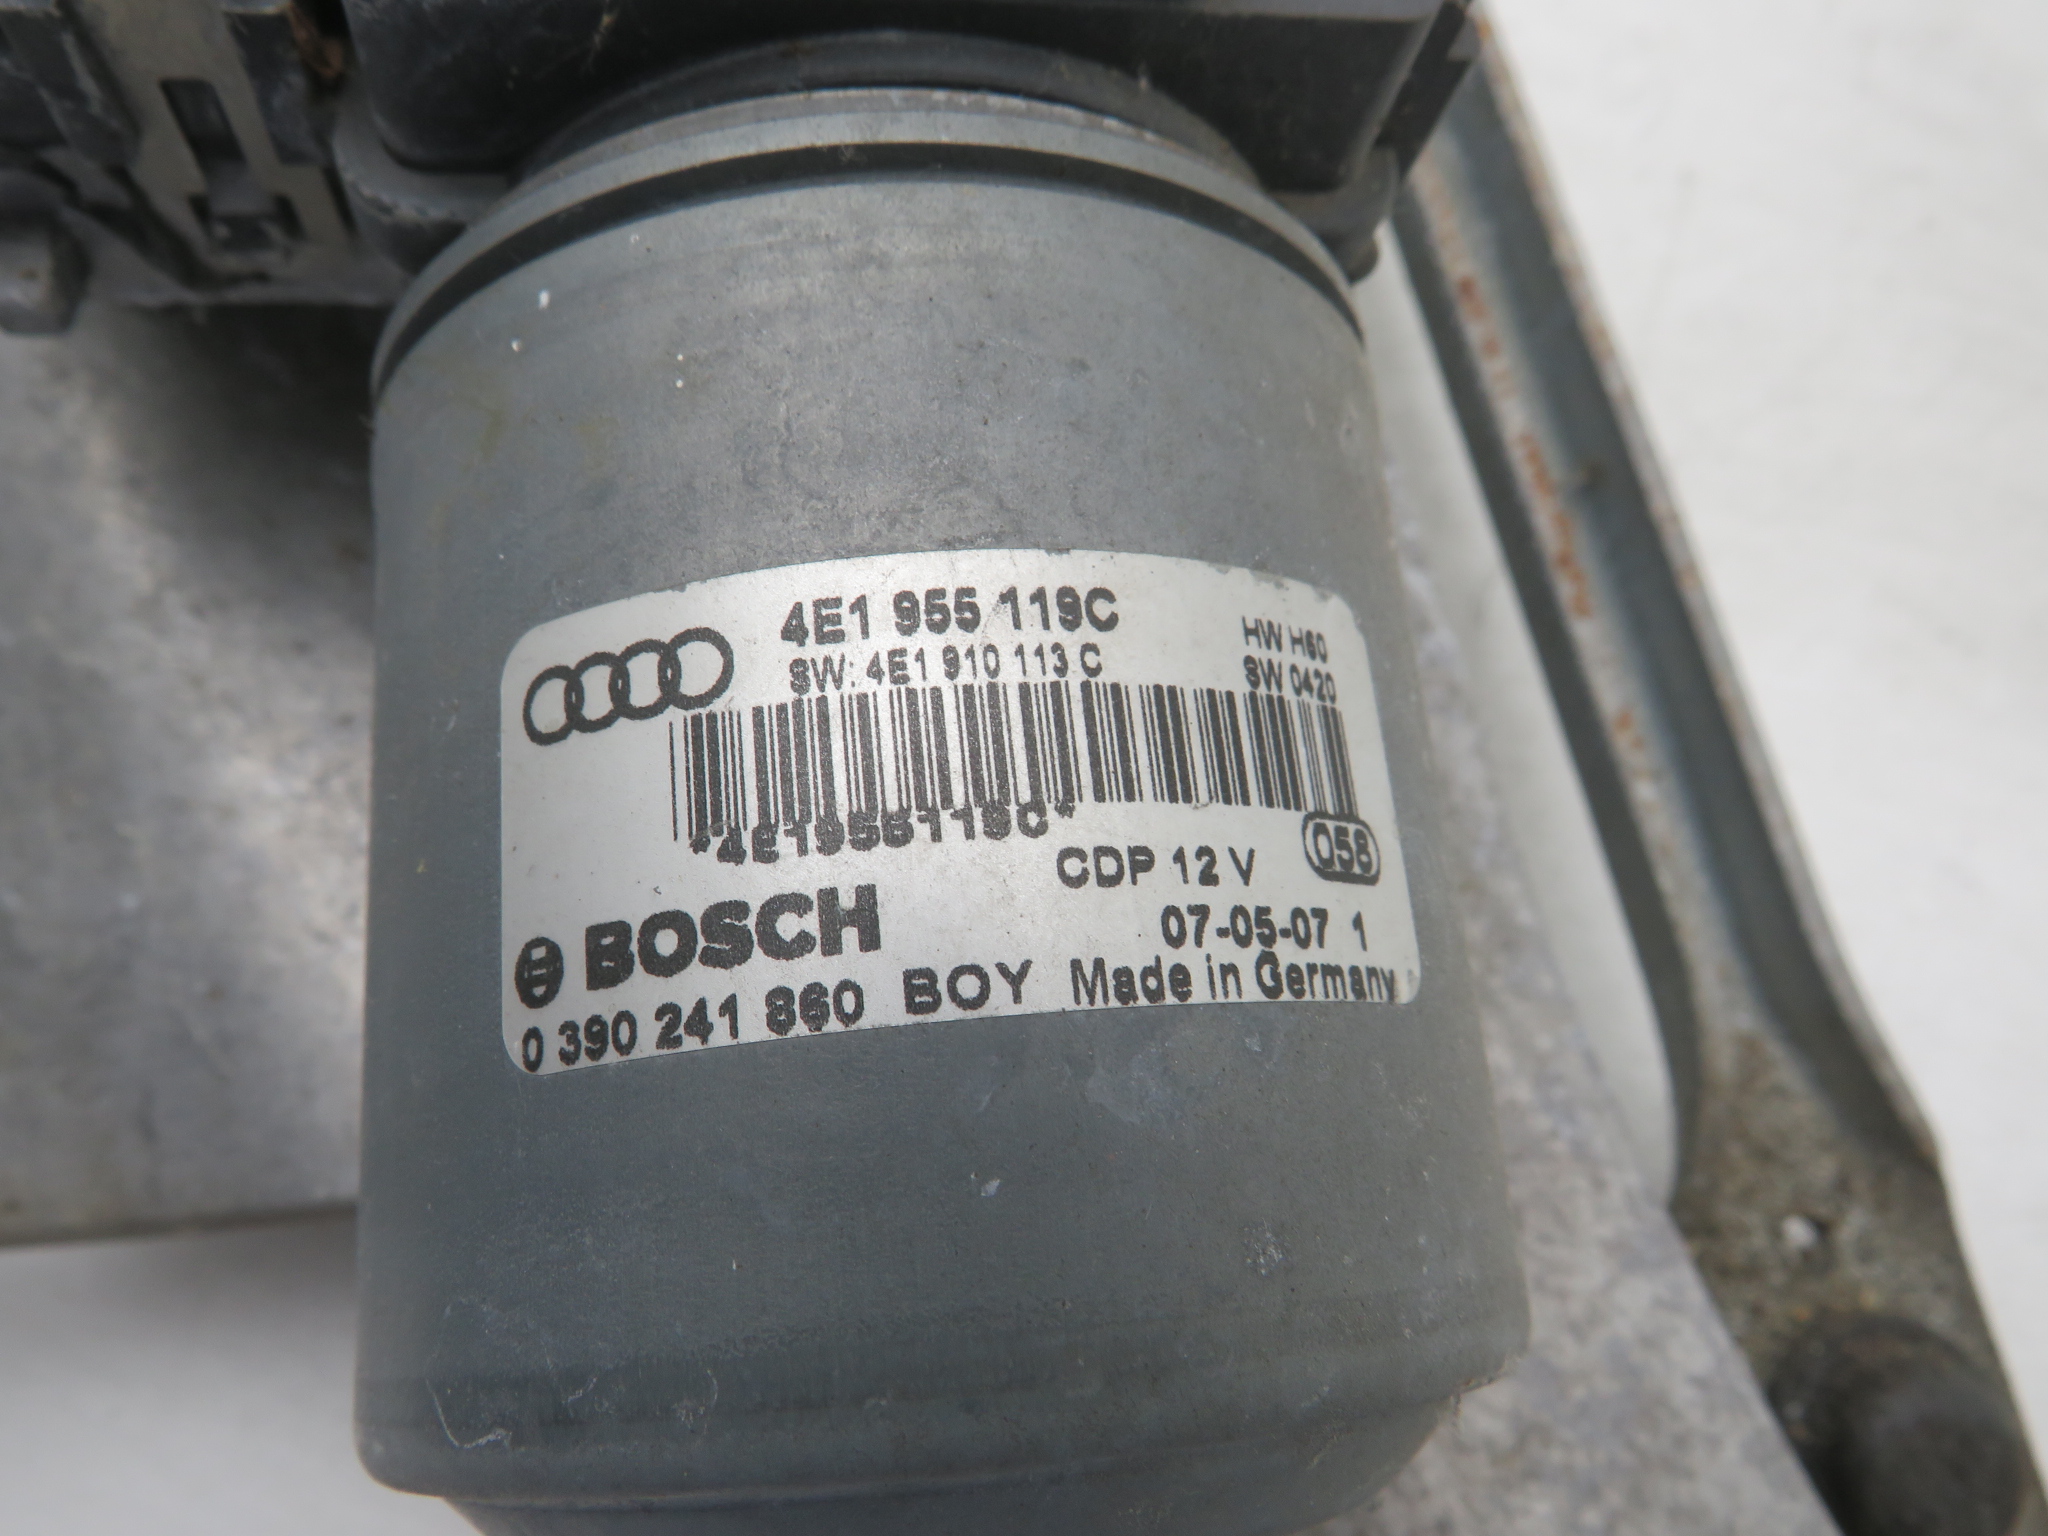 4E1 955 119C
SW: 4E1 910 113 C
HW H60
SW 0420
*4E1955119C*
CDP 12 V
058
BOSCH
07-05-07 1
0 390 241 860 BOY Made in Germany